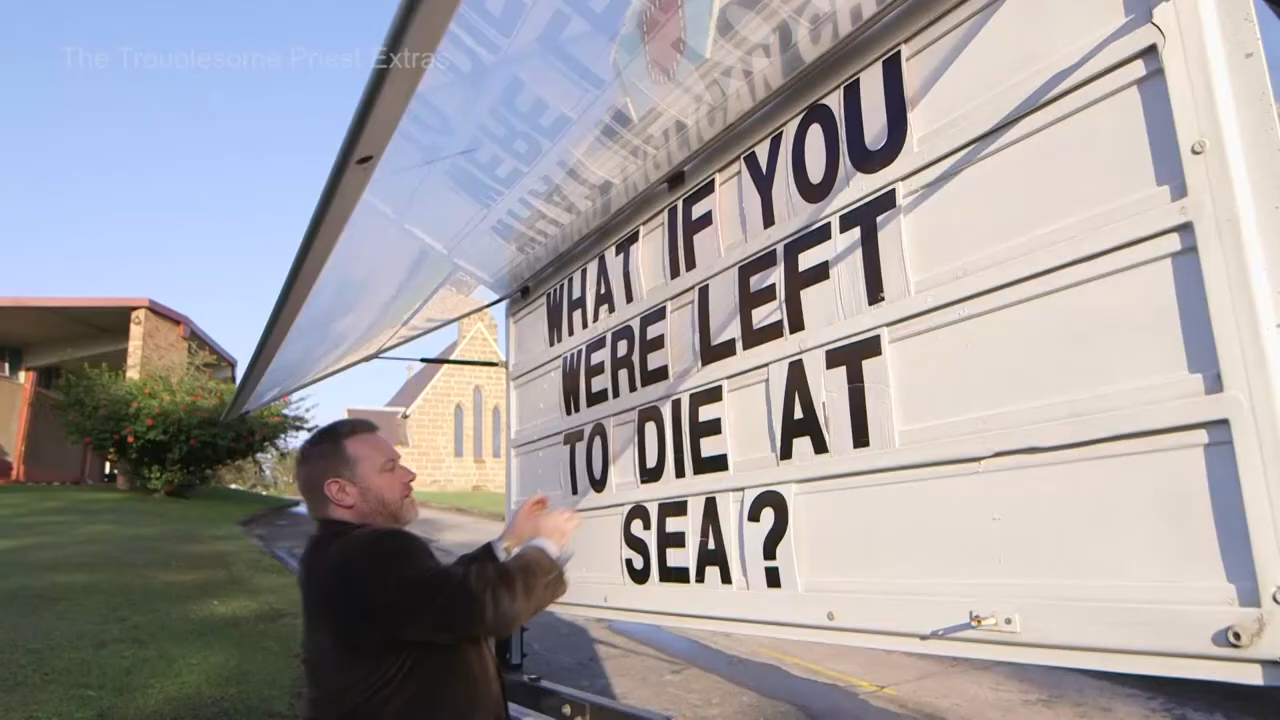 The Troublesome Priest Extras
WHAT IF YOU
WERE LEFT
TO DIE AT
SEA?